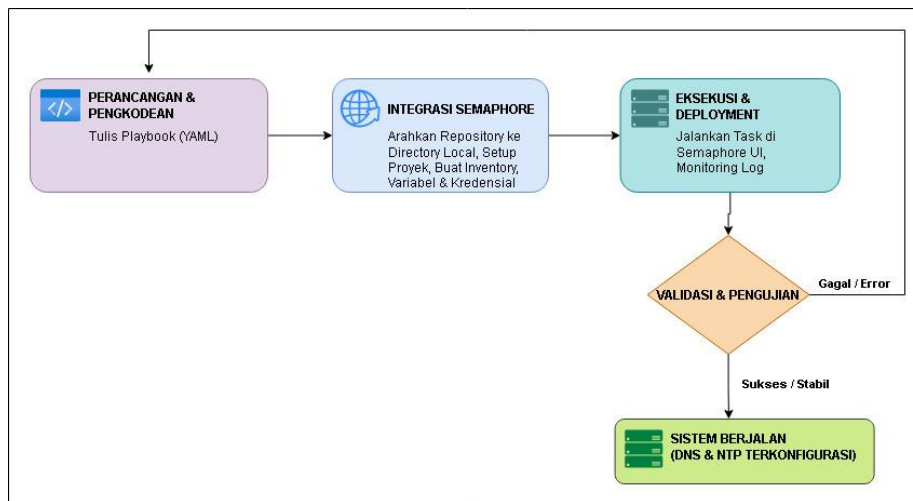 PERANCANGAN &
PENGKODEAN
Tulis Playbook (YAML)
INTEGRASI SEMAPHORE
Arahkan Repository ke
Directory Local, Setup
Proyek, Buat Inventory,
Variabel & Kredensial
EKSEKUSI &
DEPLOYMENT
Jalankan Task di
Semaphore UI,
Monitoring Log
VALIDASI & PENGUJIAN
Gagal / Error
Sukses / Stabil
SISTEM BERJALAN
(DNS & NTP TERKONFIGURASI)